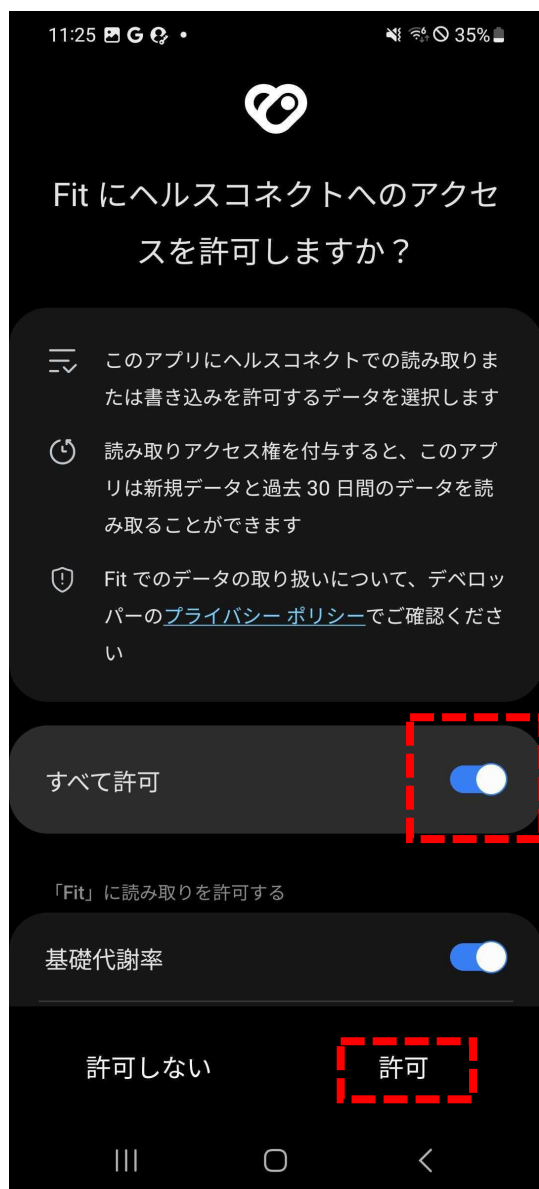 11:25 G 35%
Fit にヘルスコネクトへのアクセ
スを許可しますか？
このアプリにヘルスコネクトでの読み取りま
たは書き込みを許可するデータを選択します
読み取りアクセス権を付与すると、このアプ
リは新規データと過去 30 日間のデータを読
み取ることができます
Fit でのデータの取り扱いについて、デベロッ
パーのプライバシー ポリシーでご確認くださ
い
すべて許可
「Fit」に読み取りを許可する
基礎代謝率
許可しない 許可